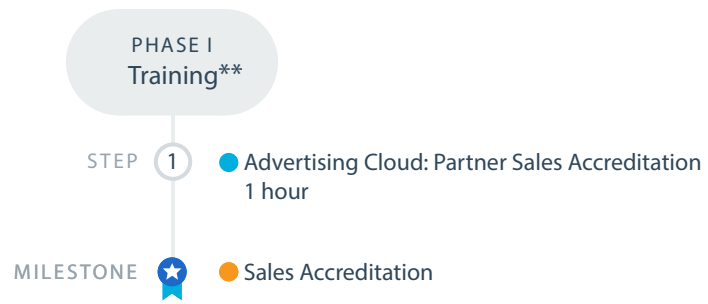 PHASE I
Training**
STEP 1 Advertising Cloud: Partner Sales Accreditation
1 hour
MILESTONE Sales Accreditation